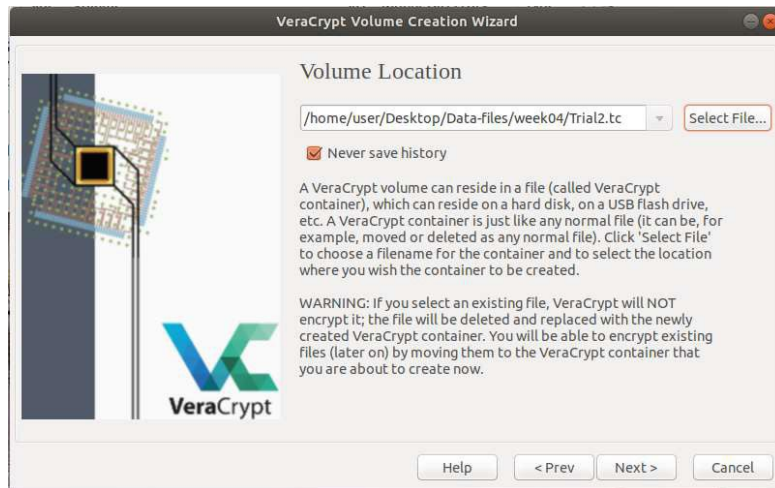 VeraCrypt Volume Creation Wizard
Volume Location
/home/user/Desktop/Data-files/week04/Trial2.tc
Select File...
Never save history
A VeraCrypt volume can reside in a file (called VeraCrypt
container), which can reside on a hard disk, on a USB flash drive,
etc. A VeraCrypt container is just like any normal file (it can be, for
example, moved or deleted as any normal file). Click 'Select File'
to choose a filename for the container and to select the location
where you wish the container to be created.
WARNING: If you select an existing file, VeraCrypt will NOT
encrypt it; the file will be deleted and replaced with the newly
created VeraCrypt container. You will be able to encrypt existing
files (later on) by moving them to the VeraCrypt container that
you are about to create now.
VeraCrypt
Help
< Prev
Next >
Cancel